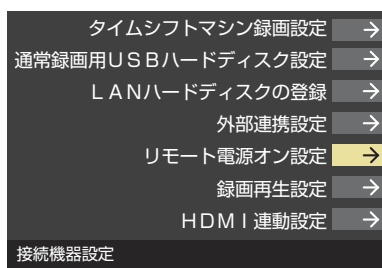 タイムシフトマシン録画設定 →
通常録画用ＵＳＢハードディスク設定 →
ＬＡＮハードディスクの登録 →
外部連携設定 →
リモート電源オン設定 →
録画再生設定 →
ＨＤＭＩ連動設定 →
接続機器設定